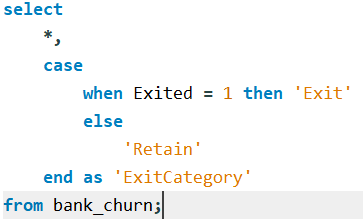 select
    *,
    case
        when Exited = 1 then 'Exit'
        else
            'Retain'
    end as 'ExitCategory'
from bank_churn;